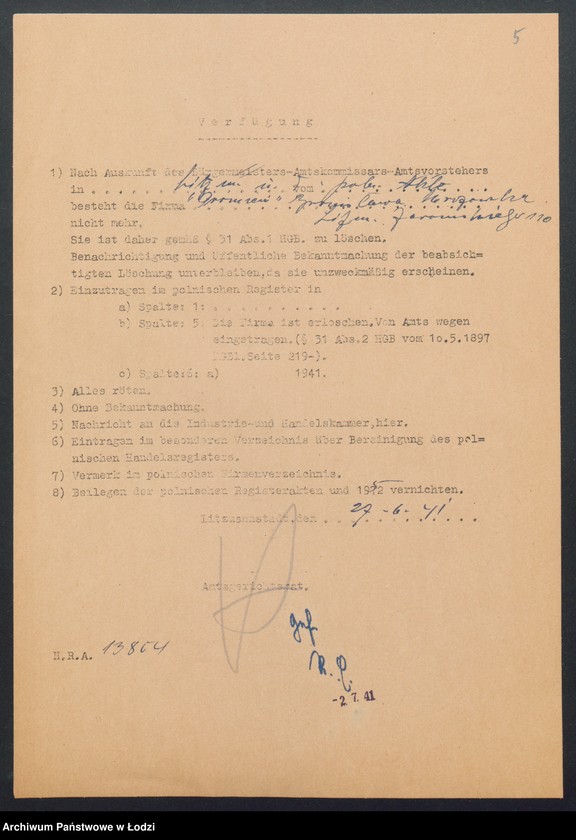 5
Verfügung
1) Nach Auskunft des Bürgermeisters-Amtskommissars-Amtsvorstehers
in . . . . . . . . . . . . vom . . . . . . . . . .
besteht die Firma "Promień"
nicht mehr.
Sie ist daher gemäß § 31 Abs.1 HGB. zu löschen.
Benachrichtigung und öffentliche Bekanntmachung der beabsich=
tigten Löschung unterbleiben,da sie unzweckmäßig erscheinen.
2) Einzutragen im polnischen Register in
a) Spalte: 1: . . . . . . . . . . .
b) Spalte: 5: Die Firma ist erloschen.Von Amts wegen
eingetragen.(§ 31 Abs.2 HGB vom 10.5.1897
RGBl.Seite 219-).
c) Spalte:6: a) 1941.
3) Alles röten.
4) Ohne Bekanntmachung.
5) Nachricht an die Industrie-und Handelskammer,hier.
6) Eintragen im besonderen Verzeichnis über Bereinigung des pol=
nischen Handelsregisters.
7) Vermerk im polnischen Firmenverzeichnis.
8) Beilegen der polnischen Registerakten und 1952 vernichten.
Litzmannstadt,den 27.-6.-41
Amtsgerichtsrat.
gef.
H.R.A. 13804
-2.7.41
Archiwum Państwowe w Łodzi